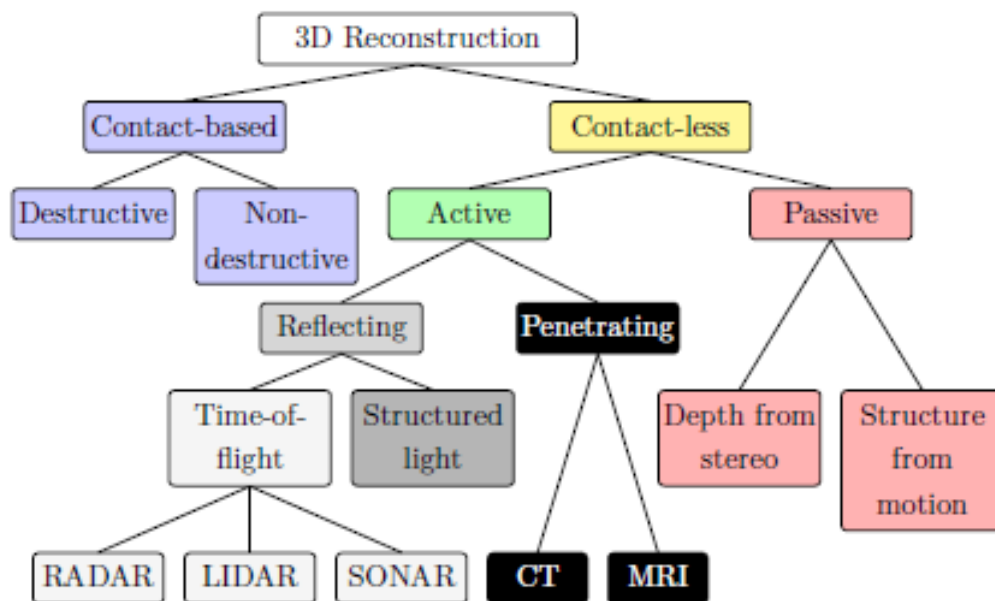 3D Reconstruction
Contact-based
Contact-less
Destructive
Non-
destructive
Active
Passive
Reflecting
Penetrating
Time-of-
flight
Structured
light
Depth from
stereo
Structure
from
motion
RADAR
LIDAR
SONAR
CT
MRI